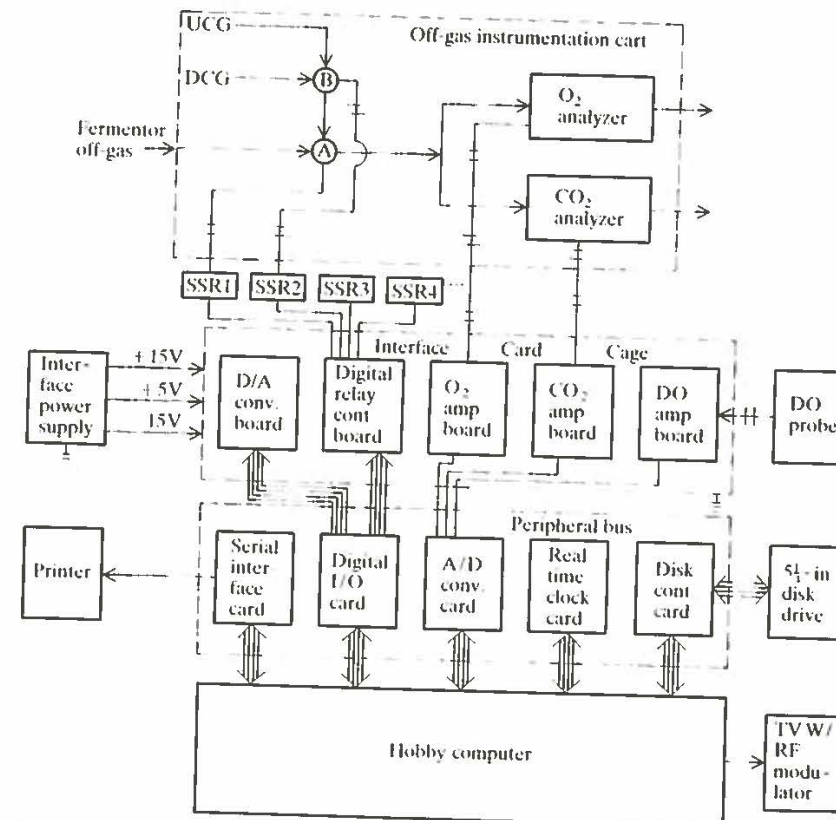 UCG
Off-gas instrumentation cart
DCG
B
O₂
analyzer
Fermentor
off-gas
A
CO₂
analyzer
SSR1
SSR2
SSR3
SSR4
Interface Card Cage
Inter-
face
power
supply
+ 15V
+ 5V
15V
D/A
conv.
board
Digital
relay
cont
board
O₂
amp
board
CO₂
amp
board
DO
amp
board
DO
probe
Peripheral bus
Printer
Serial
inter-
face
card
Digital
I/O
card
A/D
conv.
card
Real
time
clock
card
Disk
cont
card
5¼-in
disk
drive
Hobby computer
TV W/
RF
modu-
lator